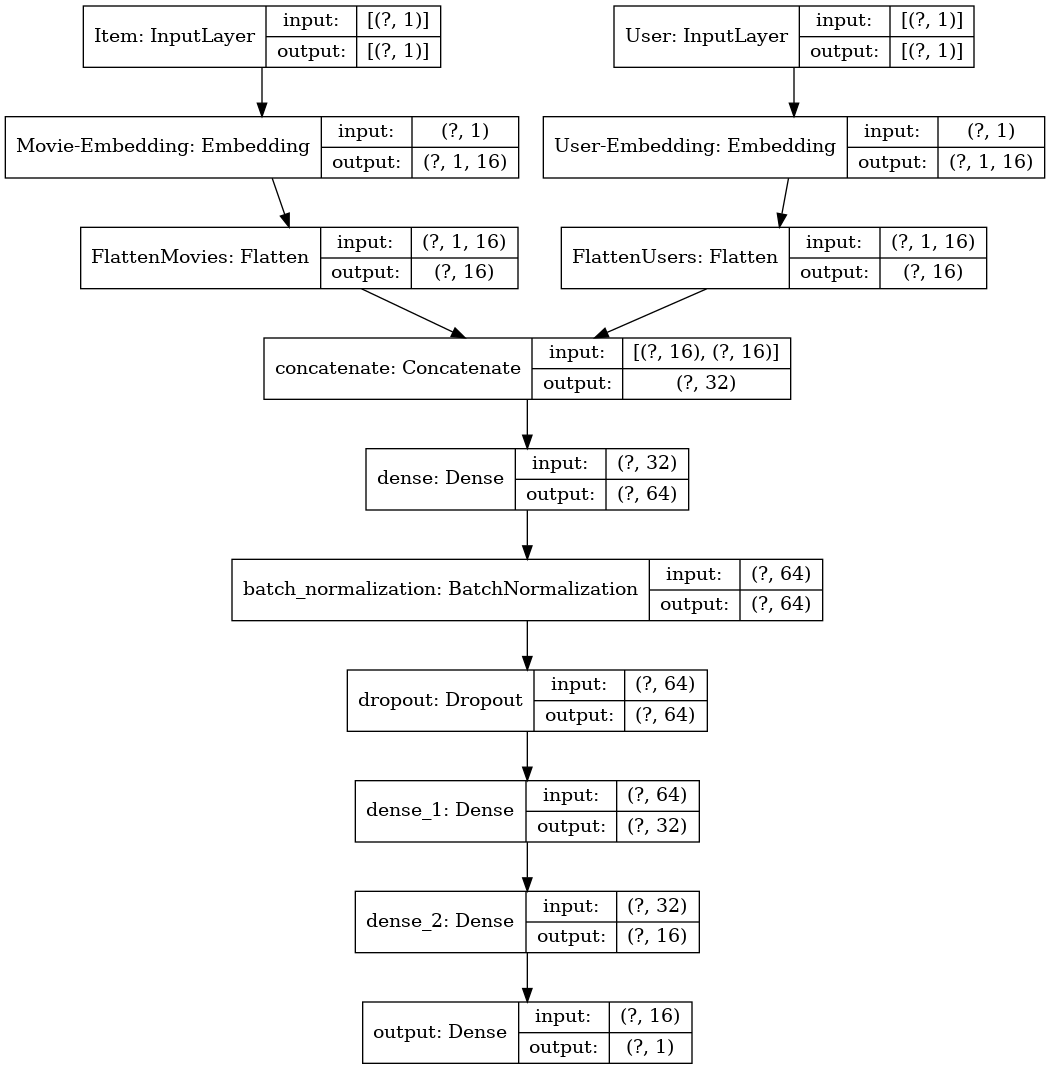 Item: InputLayer input: [(?, 1)]
output: [(?, 1)]
User: InputLayer input: [(?, 1)]
output: [(?, 1)]
Movie-Embedding: Embedding input: (?, 1)
output: (?, 1, 16)
User-Embedding: Embedding input: (?, 1)
output: (?, 1, 16)
FlattenMovies: Flatten input: (?, 1, 16)
output: (?, 16)
FlattenUsers: Flatten input: (?, 1, 16)
output: (?, 16)
concatenate: Concatenate input: [(?, 16), (?, 16)]
output: (?, 32)
dense: Dense input: (?, 32)
output: (?, 64)
batch_normalization: BatchNormalization input: (?, 64)
output: (?, 64)
dropout: Dropout input: (?, 64)
output: (?, 64)
dense_1: Dense input: (?, 64)
output: (?, 32)
dense_2: Dense input: (?, 32)
output: (?, 16)
output: Dense input: (?, 16)
output: (?, 1)